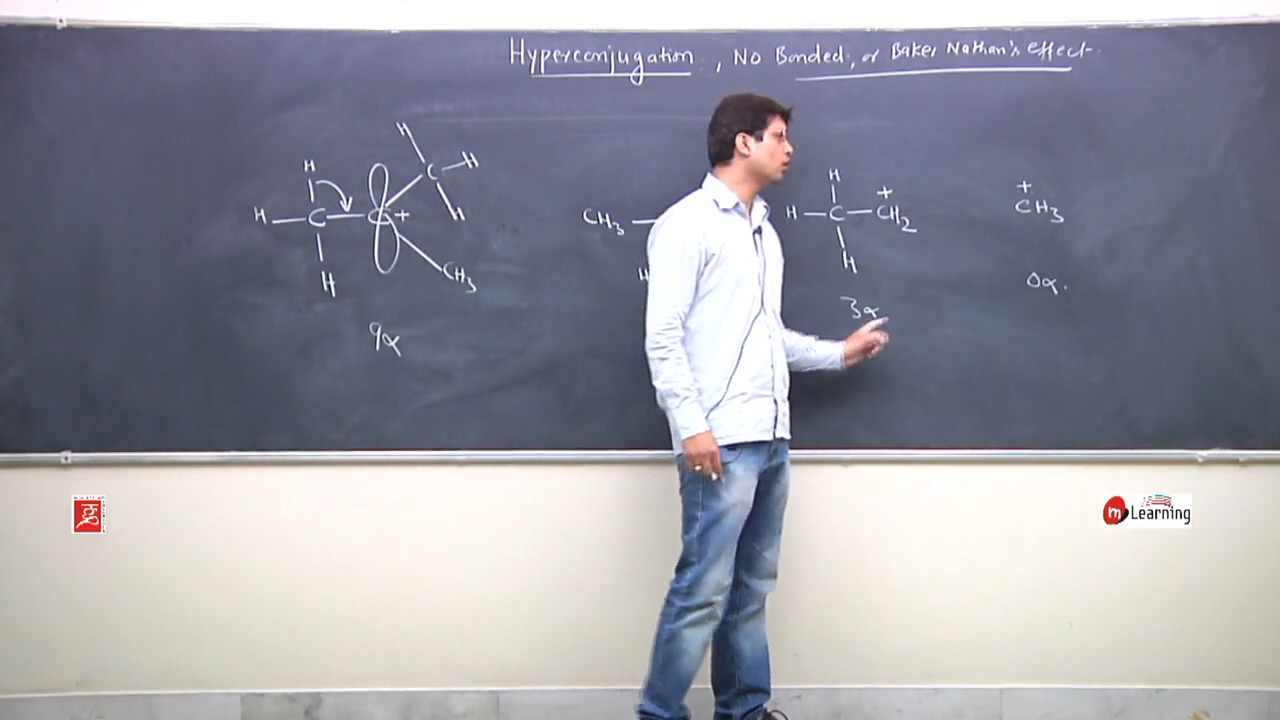 Hyperconjugation, No Bonded, or Baker Nathan's effect.
H
H C C + C H H H
H
CH3
9α
CH3
H
H
H C CH2 +
H
3α
+
CH3
0α.
m Learning